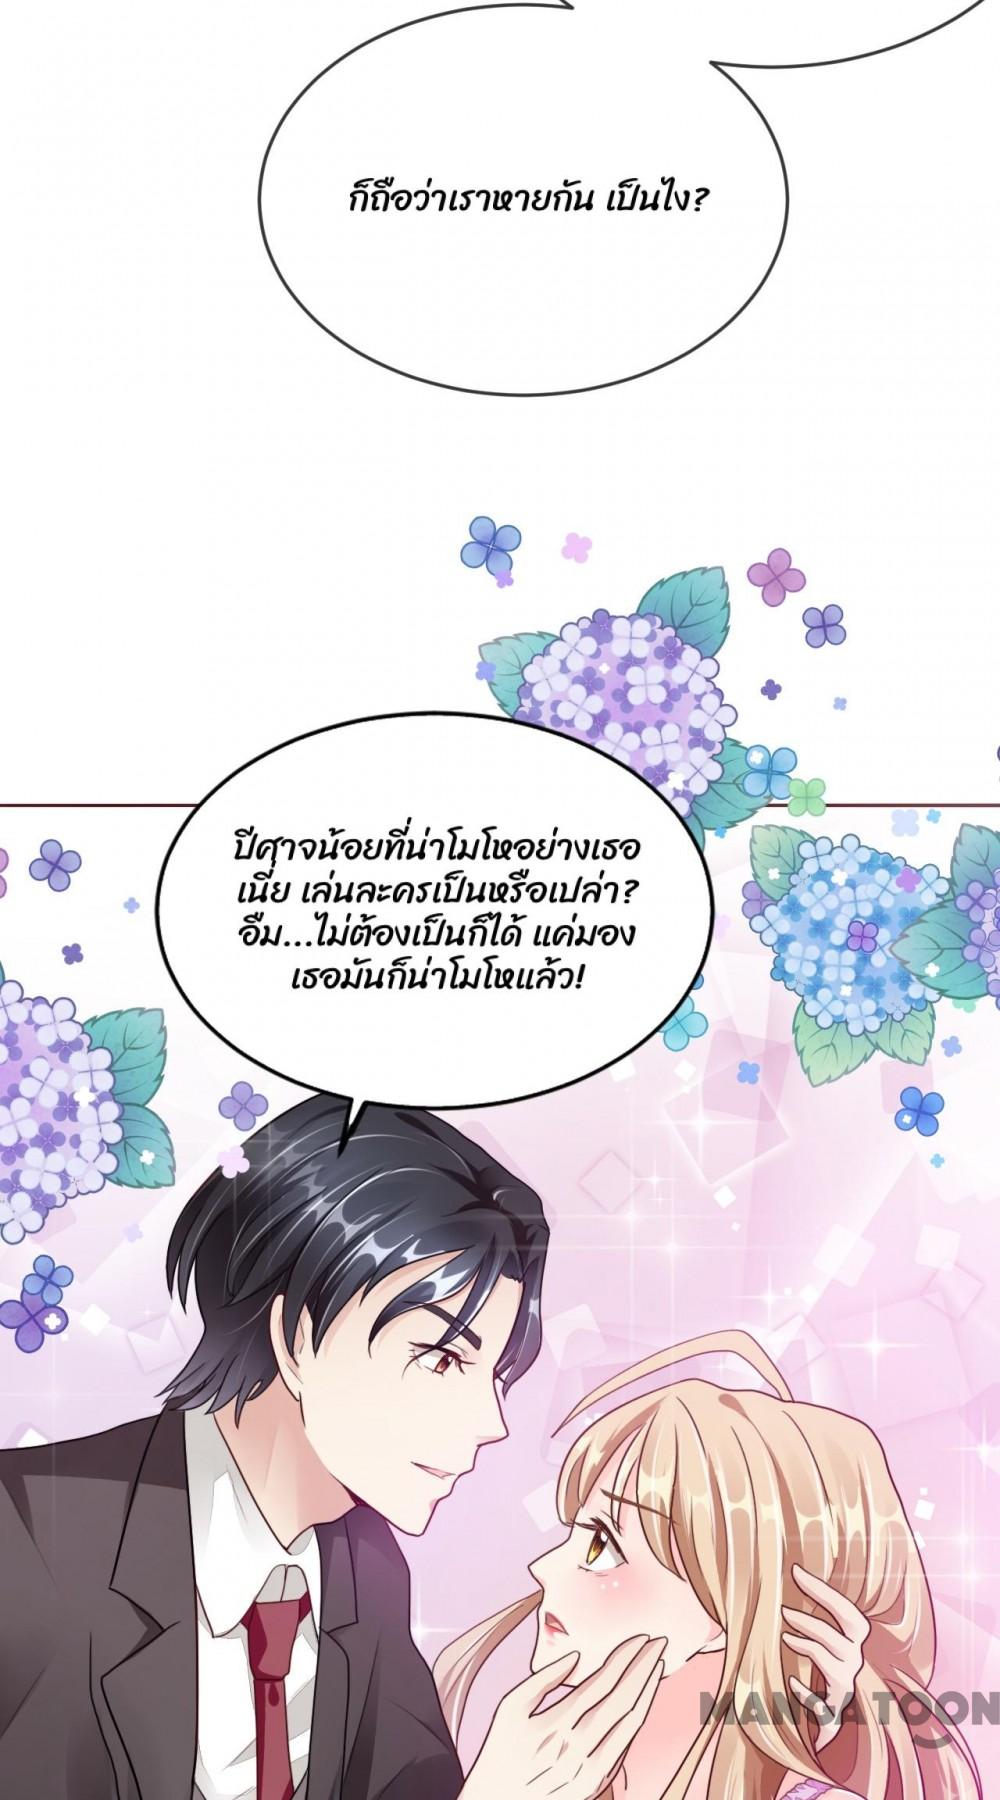 ก็ถือว่าเราหายกัน เป็นไง?
ปีศาจน้อยที่น่าโมโหอย่างเธอ
เนี่ย เล่นละครเป็นหรือเปล่า?
อืม...ไม่ต้องเป็นก็ได้ แค่มอง
เธอมันก็น่าโมโหแล้ว!
MANGATOON